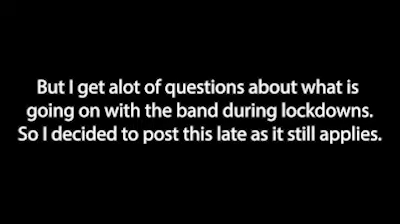 But I get alot of questions about what is
going on with the band during lockdowns.
So I decided to post this late as it still applies.